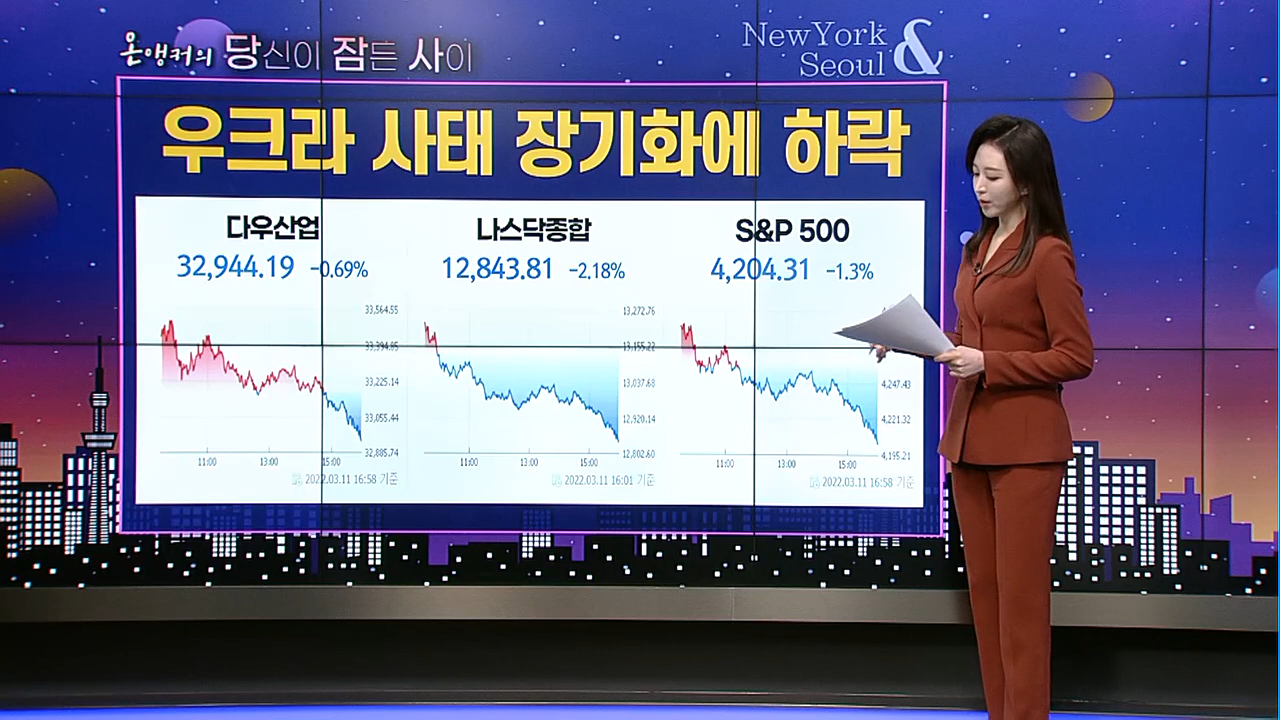 온앵커의 당신이 잠든 사이
NewYork &
Seoul
우크라 사태 장기화에 하락
다우산업
32,944.19 -0.69%
33,564.55
33,394.85
33,225.14
33,055.44
32,885.74
11:00 13:00 15:00
2022.03.11 16:58 기준
나스닥종합
12,843.81 -2.18%
13,272.76
13,155.22
13,037.68
12,920.14
12,802.60
11:00 13:00 15:00
2022.03.11 16:01 기준
S&P 500
4,204.31 -1.3%
4,247.43
4,221.32
4,195.21
11:00 13:00 15:00
2022.03.11 16:58 기준